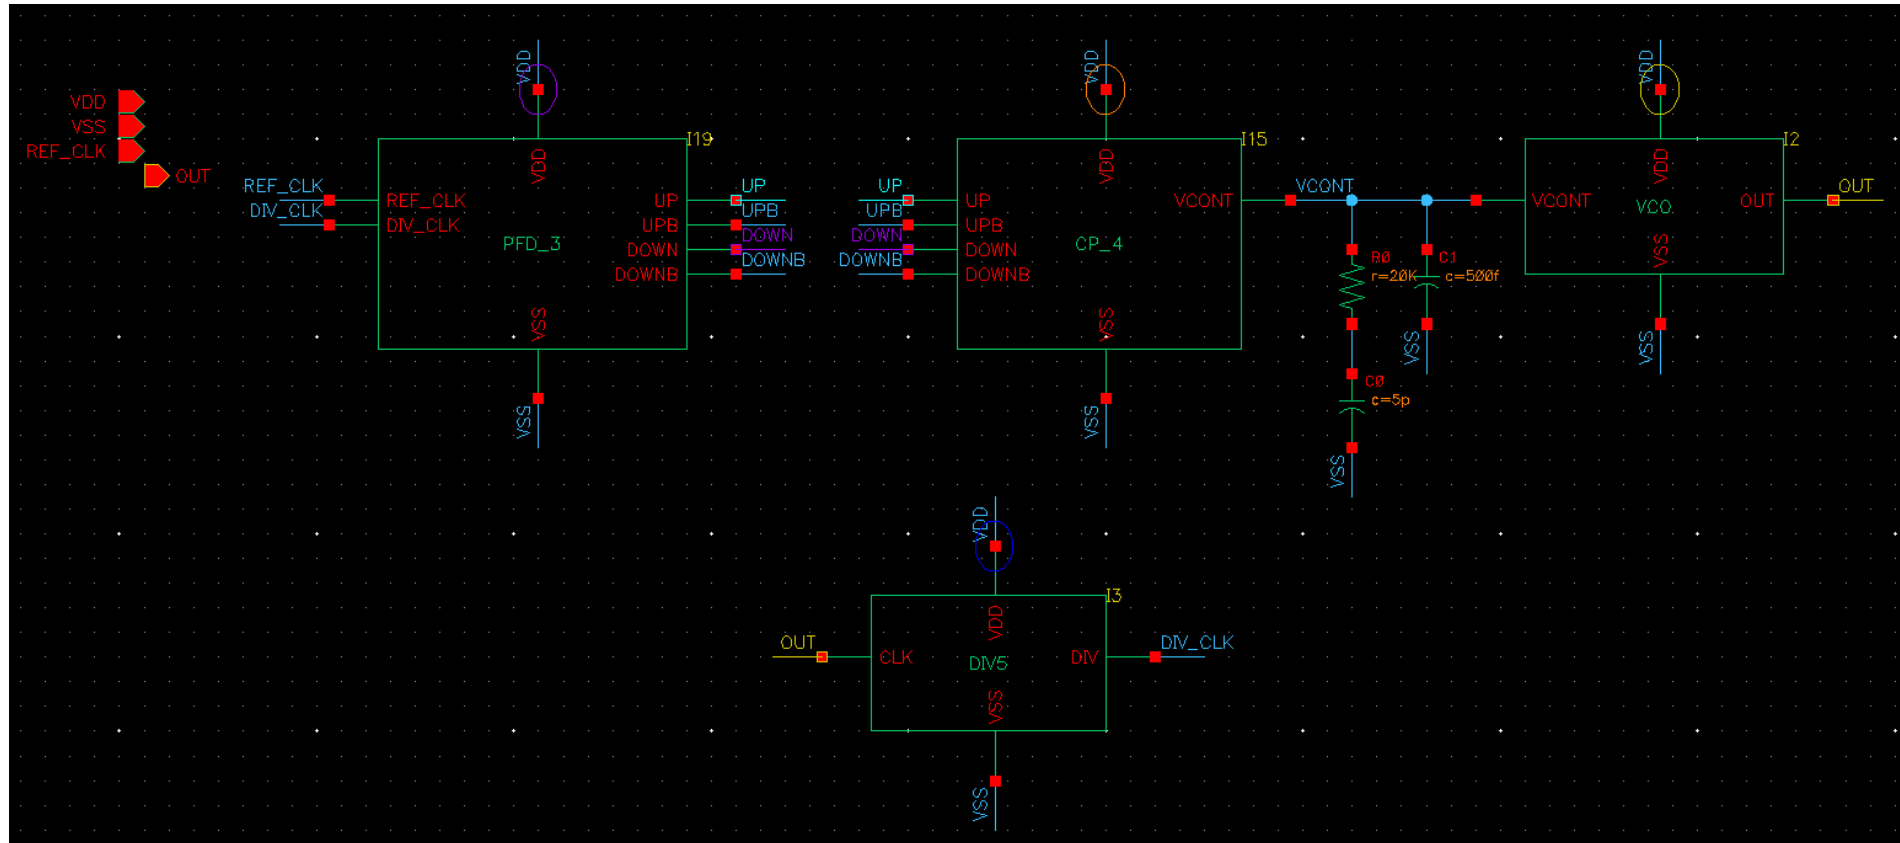 VDD
VSS
REF_CLK
OUT
VDD
I19
REF_CLK
DIV_CLK
VDD
REF_CLK
DIV_CLK
PFD_3
UP
UPB
DOWN
DOWNB
VSS
UP
UPB
DOWN
DOWNB
VSS
VDD
I15
UP
UPB
DOWN
DOWNB
VDD
UP
UPB
DOWN
DOWNB
CP_4
VCONT
VSS
VSS
VCONT
R0
r=20K
C1
c=500f
VSS
C0
c=5p
VSS
VDD
I2
VDD
VCONT
VCO
OUT
VSS
VSS
OUT
VDD
I3
OUT
VDD
CLK
DIV5
DIV
VSS
DIV_CLK
VSS